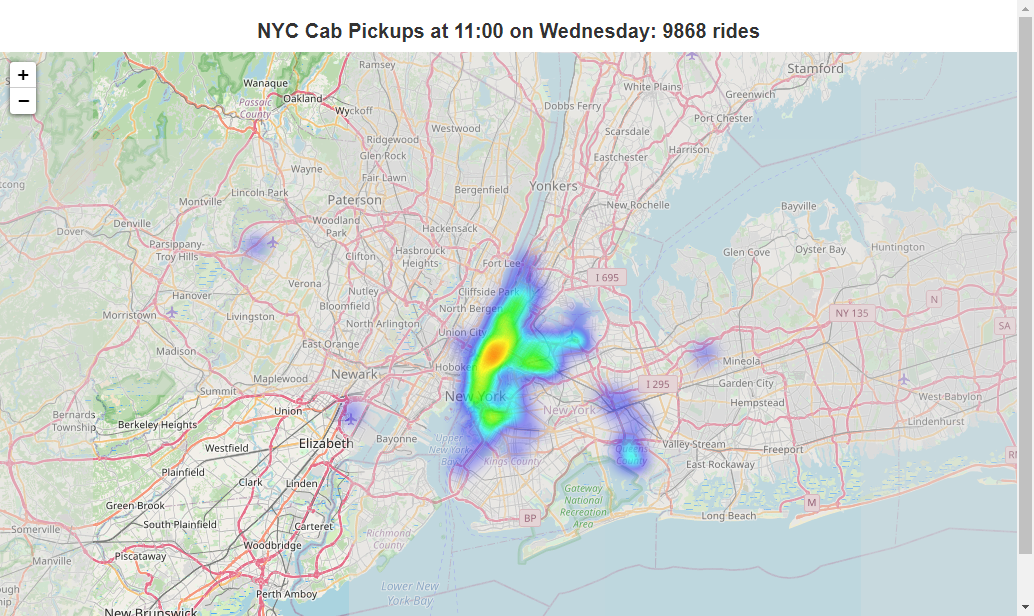 NYC Cab Pickups at 11:00 on Wednesday: 9868 rides
+
−
Ramsey
Stamford
Wanaque
White Plains
Greenwich
Oakland
Passaic
County
Wyckoff
Dobbs Ferry
Port Chester
Westwood
Scarsdale
Ridgewood
Harrison
Glen Rock
Eastchester
Wayne
Fair Lawn
Yonkers
Lincoln Park
Bergenfield
Montville
Paterson
New Rochelle
Bayville
Denville
Woodland
Park
Hackensack
Dover
Parsippany-
Troy Hills
Hasbrouck
Heights
Clifton
Glen Cove
Oyster Bay
Huntington
Fort Lee
I 695
Verona
Nutley
Cliffside Park
Hanover
Bloomfield
North Bergen
N
Morristown
Livingston
North Arlington
NY 135
Union City
SA
East Orange
Madison
Mineola
Newark
Hoboken
Maplewood
I 295
Garden City
Summit
New York
New York
Hempstead
West Babylon
Bernards
Township
Union
Berkeley Heights
Bayonne
Upper
New York
Bay
Lindenhurst
Elizabeth
Westfield
Kings County
Queens
County
Valley Stream
Freeport
East Rockaway
Plainfield
Clark
Linden
Gateway
National
Recreation
Area
Green Brook
M
South Plainfield
Carteret
BP
Long Beach
Somerville
Richmond
County
Woodbridge
Piscataway
Manville
Perth Amboy
Lower New
York Bay
New Brunswick